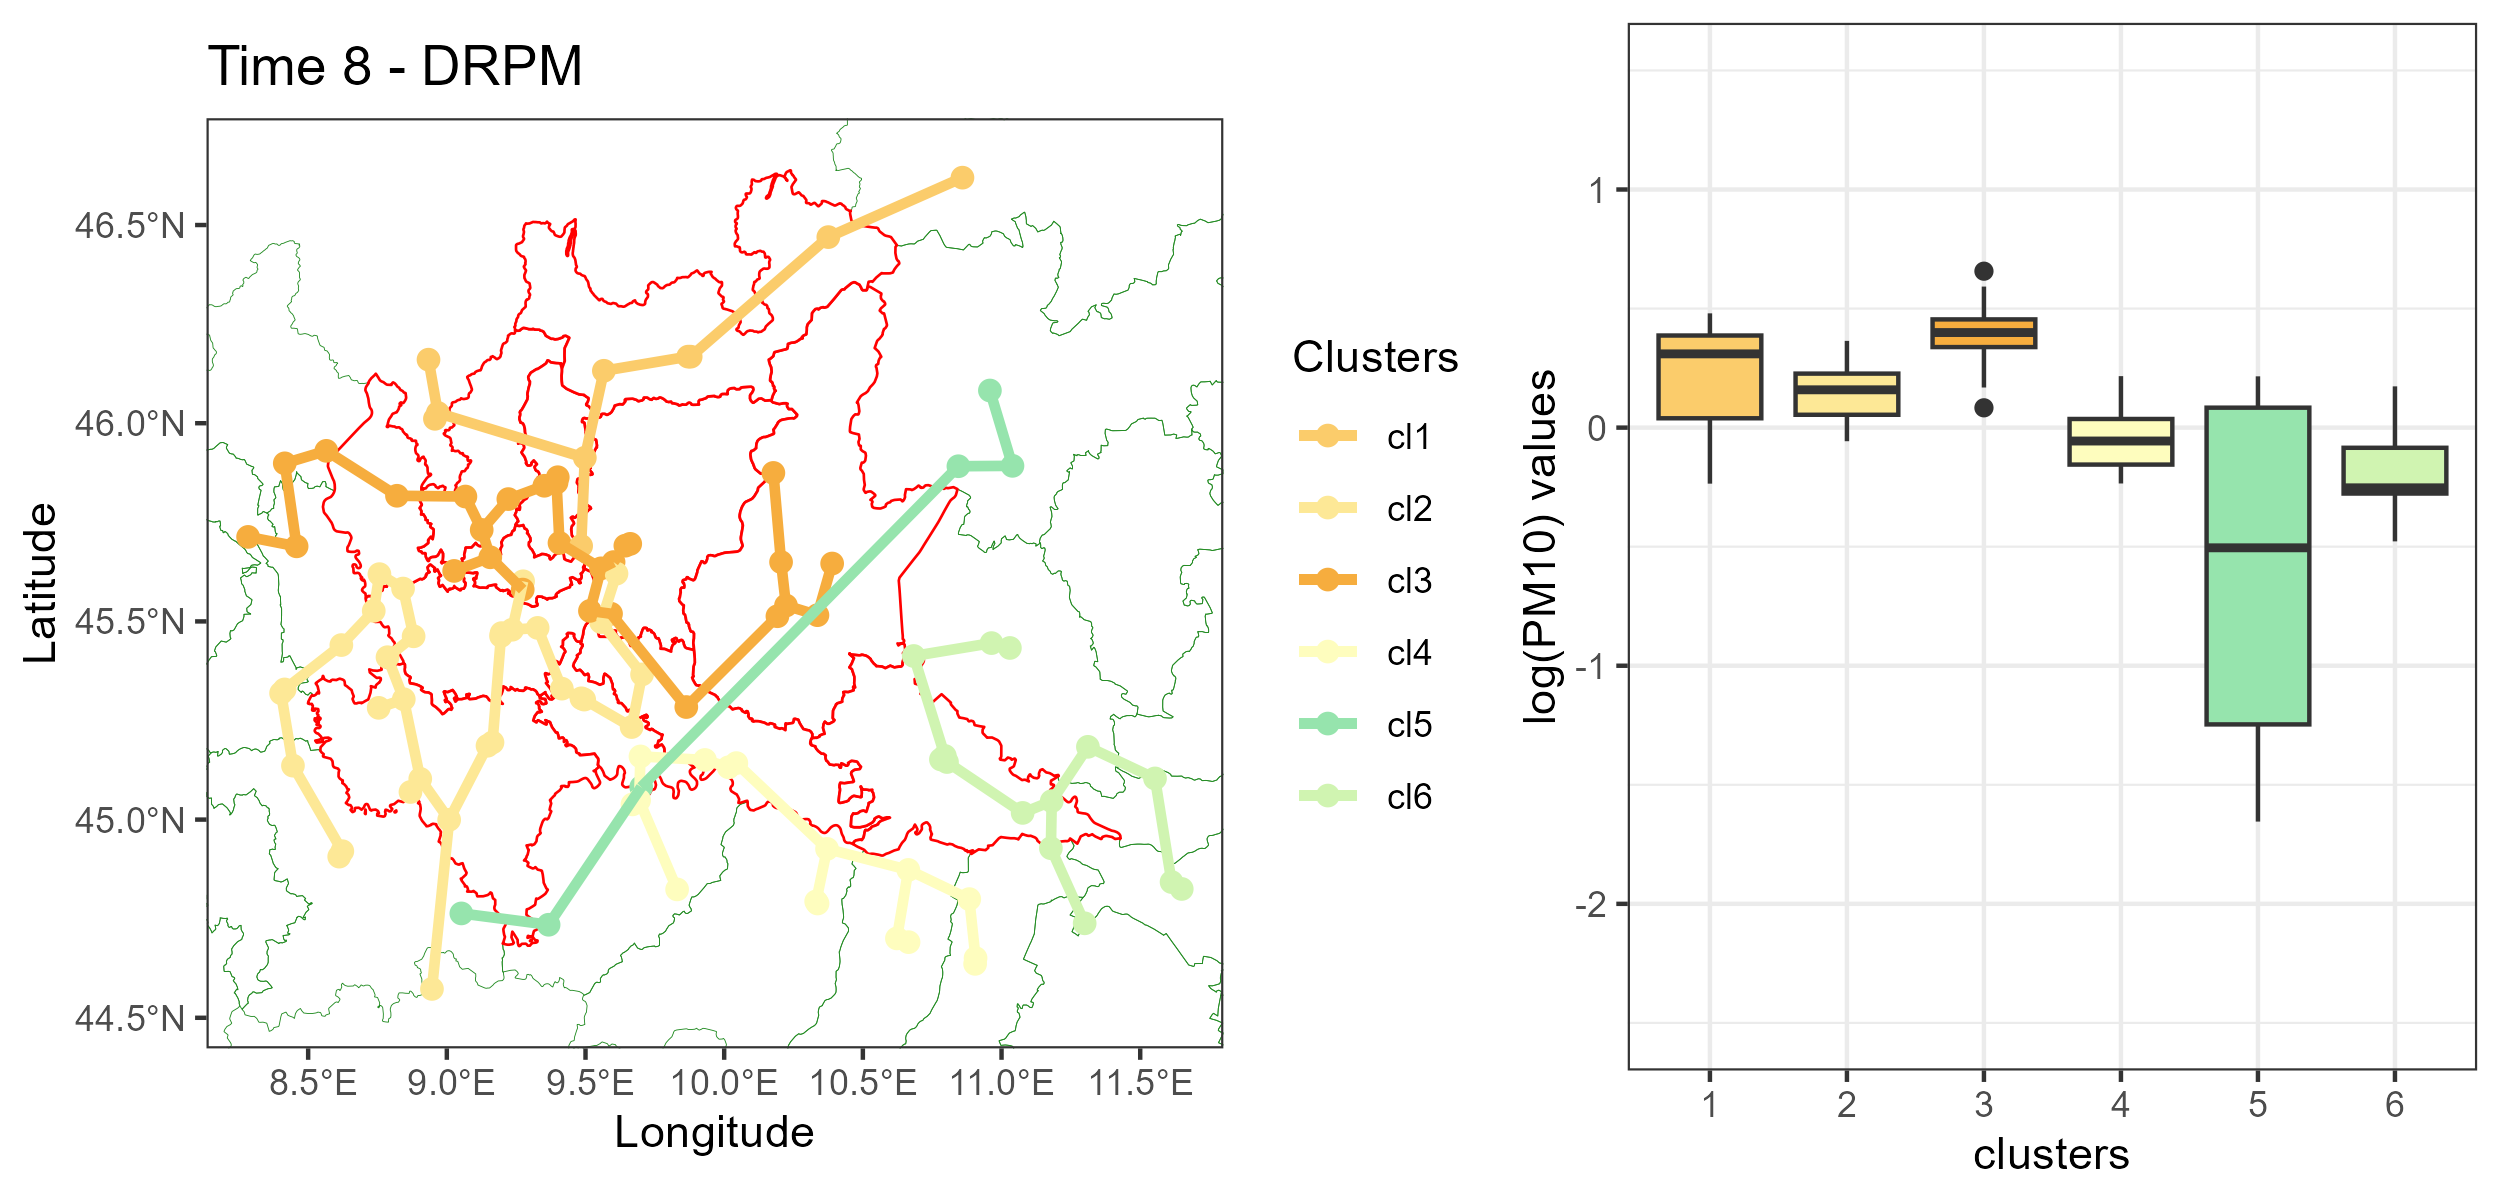 Time 8 - DRPM
Latitude
46.5°N
46.0°N
45.5°N
45.0°N
44.5°N
8.5°E 9.0°E 9.5°E 10.0°E 10.5°E 11.0°E 11.5°E
Longitude
Clusters
cl1
cl2
cl3
cl4
cl5
cl6
log(PM10) values
1
0
-1
-2
1 2 3 4 5 6
clusters